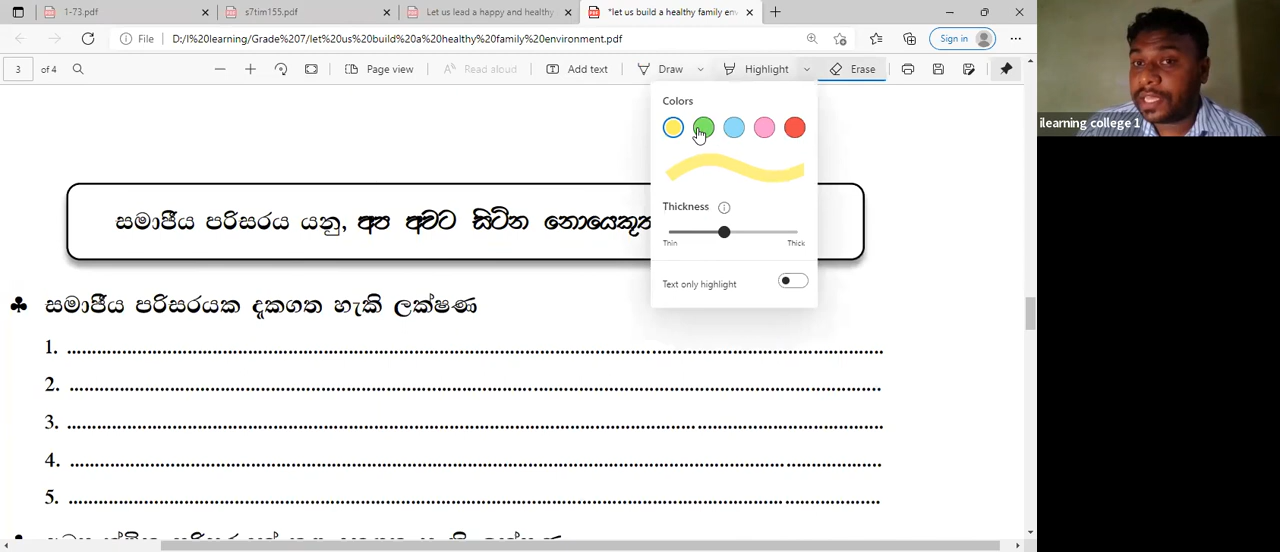 1-73.pdf
s7tim155.pdf
Let us lead a happy and healthy
*let us build a healthy family env
File
D:/I%20learning/Grade%207/let%20us%20build%20a%20healthy%20family%20environment.pdf
Sign in
3 of 4
Page view
Read aloud
Add text
Draw
Highlight
Erase
Colors
Thickness
Thin
Thick
Text only highlight
ilearning college 1
සමාජීය පරිසරය යනු, අප අවට සිටින
සමාජීය පරිසරයක දැකගත හැකි ලක්ෂණ
1. ........................................................................
2. ........................................................................
3. ........................................................................
4. ........................................................................
5. ........................................................................